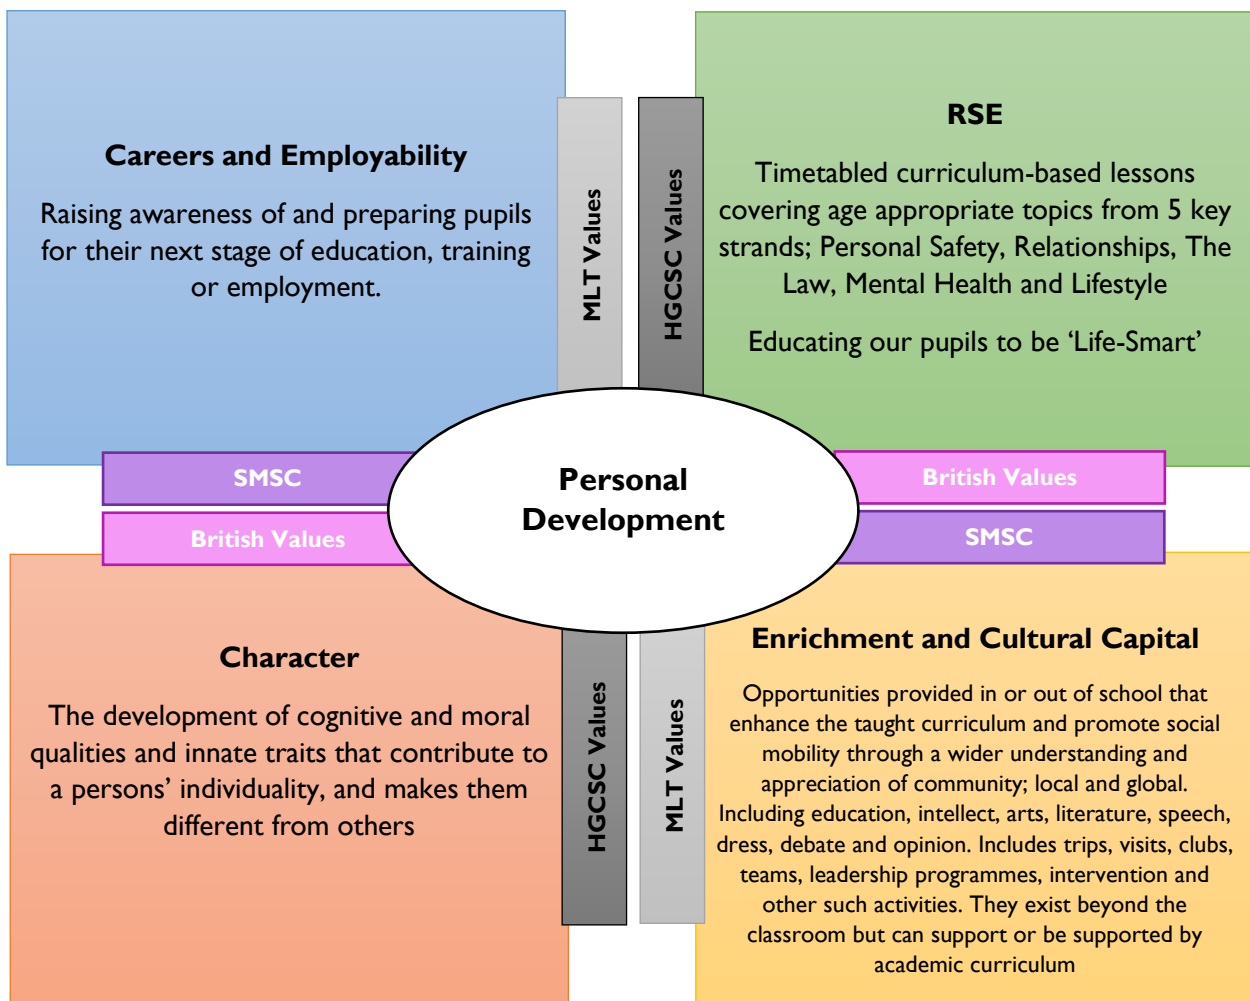 Careers and Employability
Raising awareness of and preparing pupils
for their next stage of education, training
or employment.
MLT Values
HGCSC Values
RSE
Timetabled curriculum-based lessons
covering age appropriate topics from 5 key
strands; Personal Safety, Relationships, The
Law, Mental Health and Lifestyle
Educating our pupils to be ‘Life-Smart’
SMSC
British Values
Personal
Development
British Values
SMSC
Character
The development of cognitive and moral
qualities and innate traits that contribute to
a persons’ individuality, and makes them
different from others
HGCSC Values
MLT Values
Enrichment and Cultural Capital
Opportunities provided in or out of school that
enhance the taught curriculum and promote social
mobility through a wider understanding and
appreciation of community; local and global.
Including education, intellect, arts, literature, speech,
dress, debate and opinion. Includes trips, visits, clubs,
teams, leadership programmes, intervention and
other such activities. They exist beyond the
classroom but can support or be supported by
academic curriculum